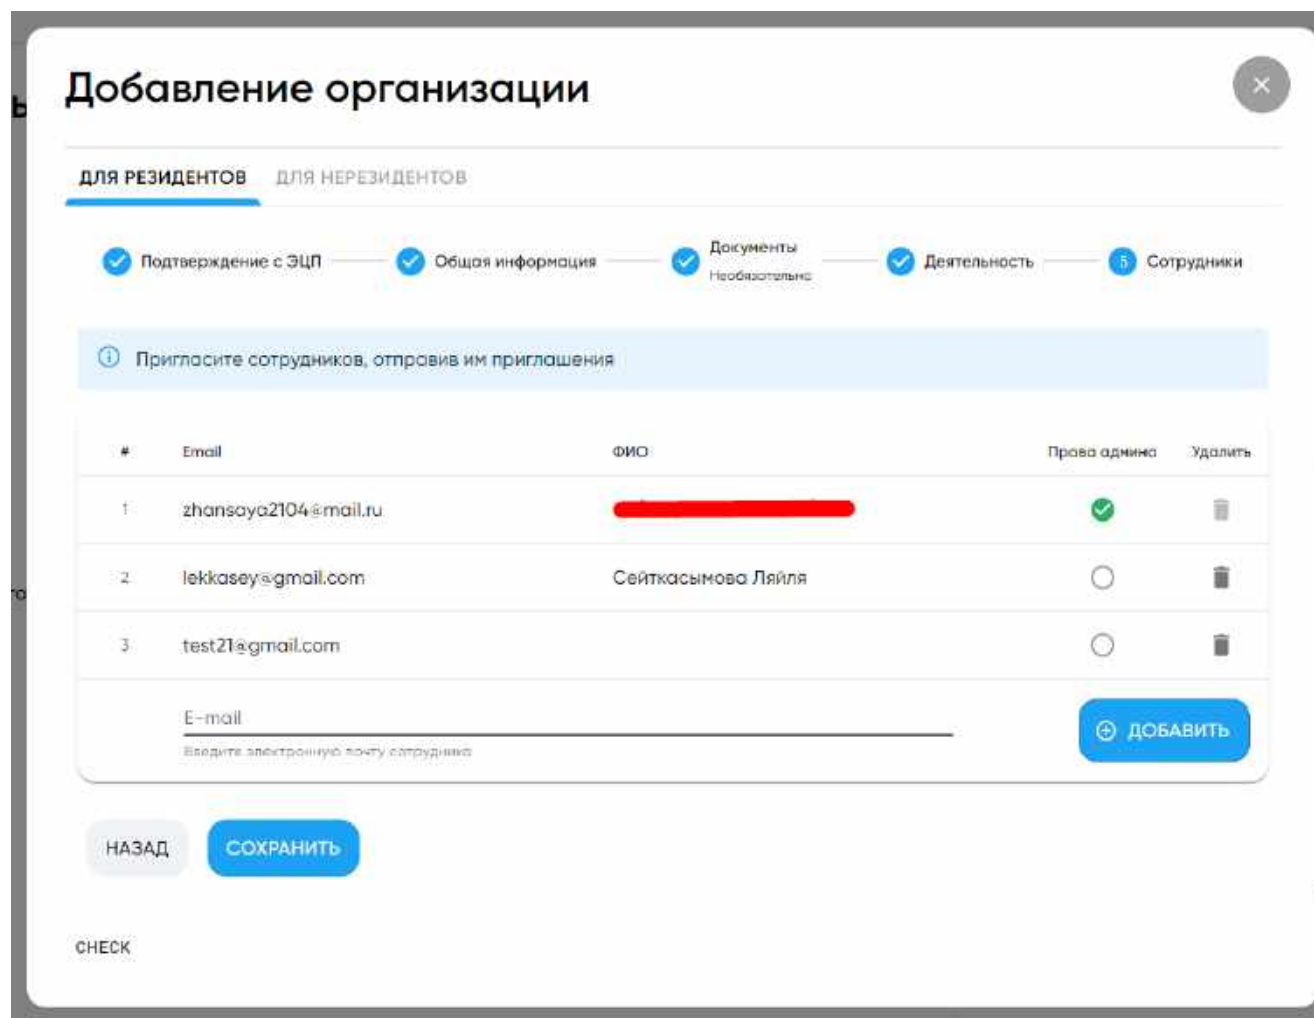 Добавление организации
ДЛЯ РЕЗИДЕНТОВ ДЛЯ НЕРЕЗИДЕНТОВ
Подтверждение с ЭЦП Общая информация Документы Необязательно Деятельность 5 Сотрудники
Пригласите сотрудников, отправив им приглашения
# Email ФИО Права админа Удалить
1 zhansaya2104@mail.ru
2 lekkasey@gmail.com Сейткасымова Ляйля
3 test21@gmail.com
E-mail
Введите электронную почту сотрудника
ДОБАВИТЬ
НАЗАД СОХРАНИТЬ
CHECK